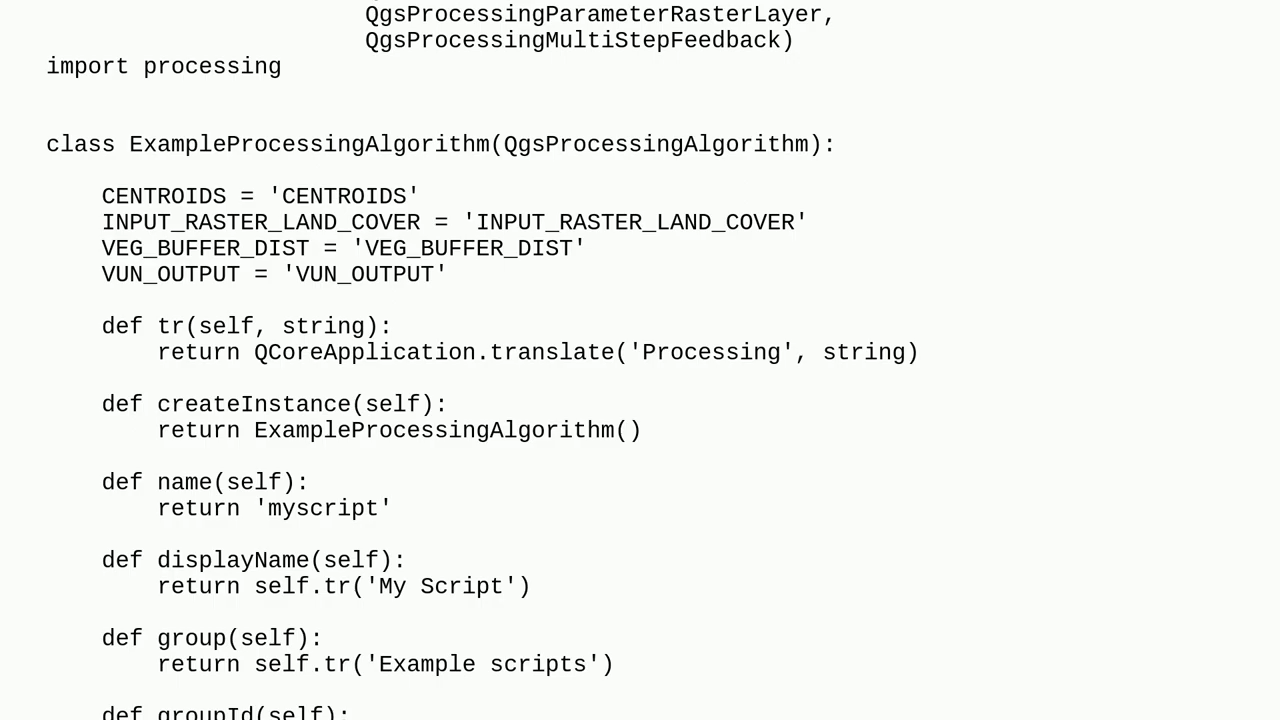 QgsProcessingParameterRasterLayer,
QgsProcessingMultiStepFeedback)
import processing
class ExampleProcessingAlgorithm(QgsProcessingAlgorithm):
CENTROIDS = 'CENTROIDS'
INPUT_RASTER_LAND_COVER = 'INPUT_RASTER_LAND_COVER'
VEG_BUFFER_DIST = 'VEG_BUFFER_DIST'
VUN_OUTPUT = 'VUN_OUTPUT'
def tr(self, string):
return QCoreApplication.translate('Processing', string)
def createInstance(self):
return ExampleProcessingAlgorithm()
def name(self):
return 'myscript'
def displayName(self):
return self.tr('My Script')
def group(self):
return self.tr('Example scripts')
def groupId(self):